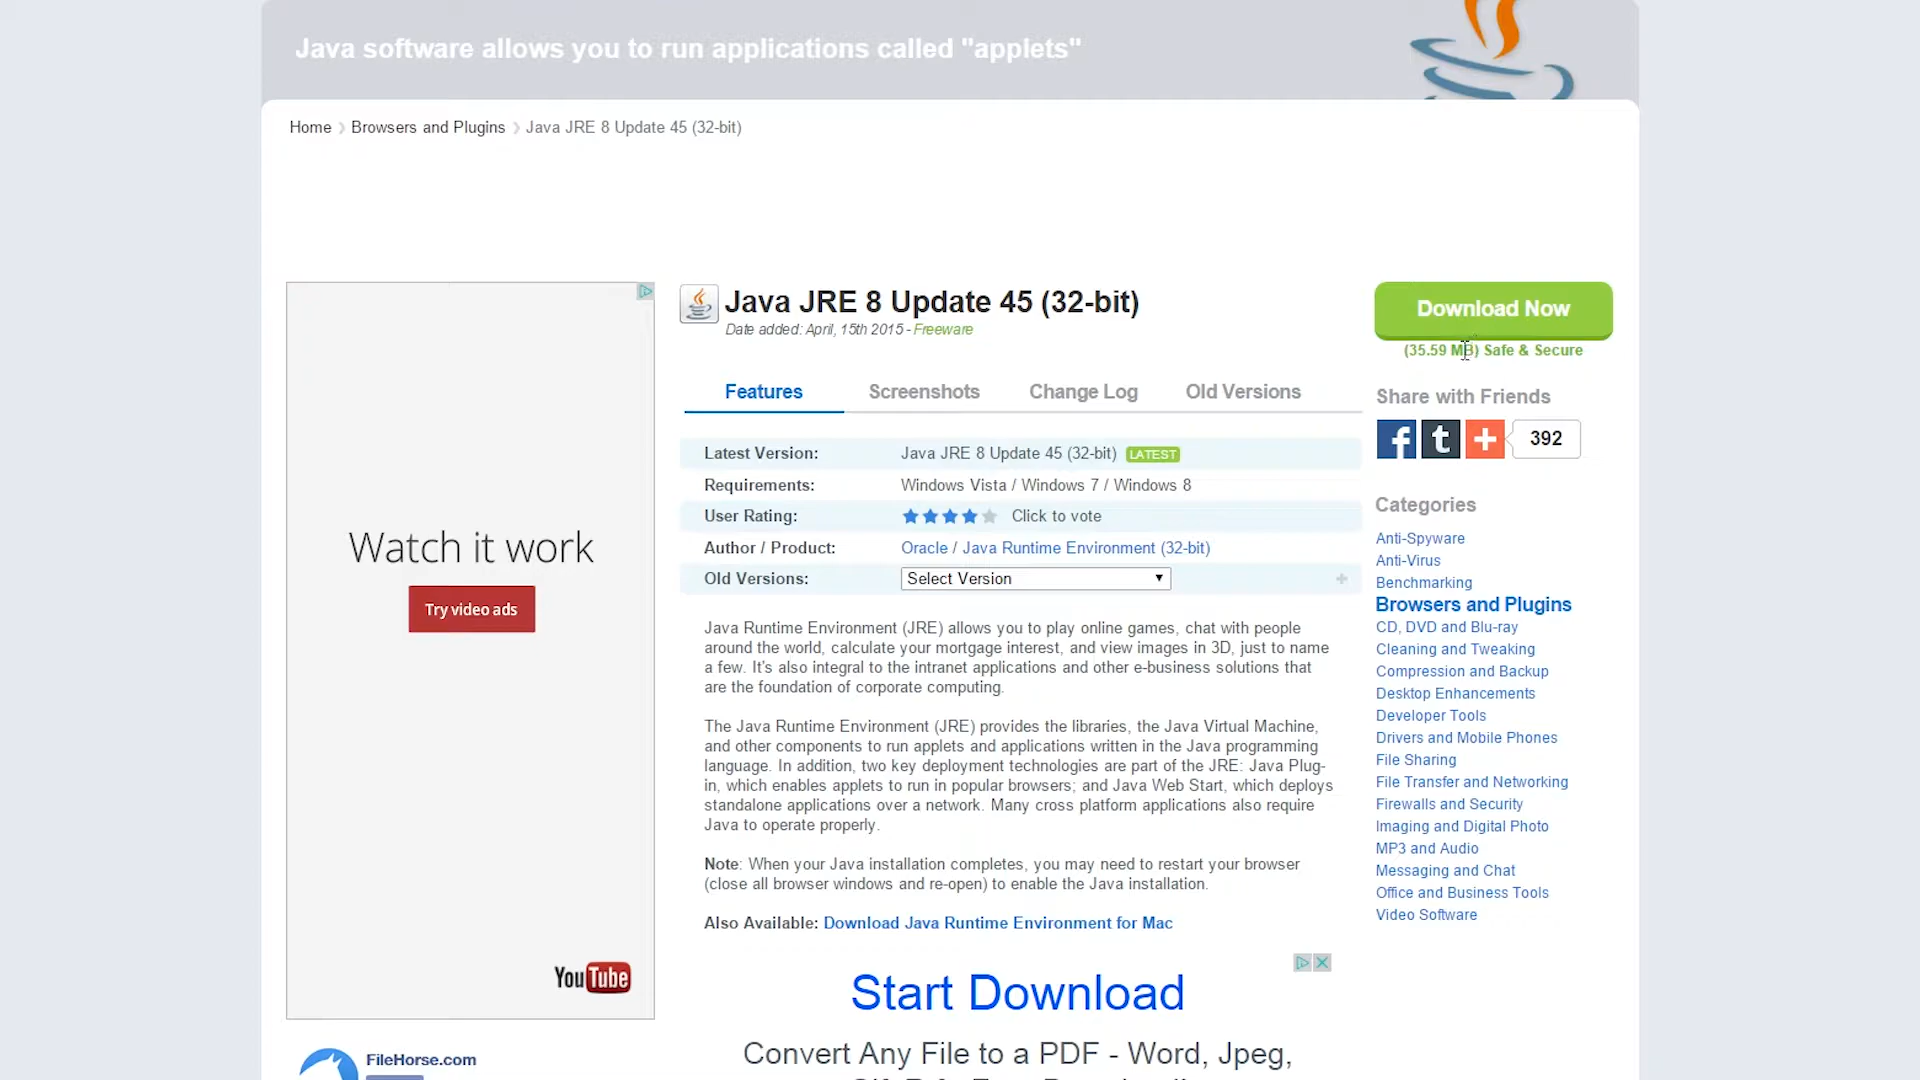 Java software allows you to run applications called "applets"
Home
Browsers and Plugins
Java JRE 8 Update 45 (32-bit)
Watch it work
Try video ads
YouTube
FileHorse.com
Java JRE 8 Update 45 (32-bit)
Date added: April, 15th 2015 - Freeware
Features
Screenshots
Change Log
Old Versions
Latest Version: Java JRE 8 Update 45 (32-bit) LATEST
Requirements: Windows Vista / Windows 7 / Windows 8
User Rating: Click to vote
Author / Product: Oracle / Java Runtime Environment (32-bit)
Old Versions: Select Version
Java Runtime Environment (JRE) allows you to play online games, chat with people
around the world, calculate your mortgage interest, and view images in 3D, just to name
a few. It's also integral to the intranet applications and other e-business solutions that
are the foundation of corporate computing.
The Java Runtime Environment (JRE) provides the libraries, the Java Virtual Machine,
and other components to run applets and applications written in the Java programming
language. In addition, two key deployment technologies are part of the JRE: Java Plug-
in, which enables applets to run in popular browsers; and Java Web Start, which deploys
standalone applications over a network. Many cross platform applications also require
Java to operate properly.
Note: When your Java installation completes, you may need to restart your browser
(close all browser windows and re-open) to enable the Java installation.
Also Available: Download Java Runtime Environment for Mac
Start Download
Convert Any File to a PDF - Word, Jpeg,
Download Now
(35.59 MB) Safe & Secure
Share with Friends
392
Categories
Anti-Spyware
Anti-Virus
Benchmarking
Browsers and Plugins
CD, DVD and Blu-ray
Cleaning and Tweaking
Compression and Backup
Desktop Enhancements
Developer Tools
Drivers and Mobile Phones
File Sharing
File Transfer and Networking
Firewalls and Security
Imaging and Digital Photo
MP3 and Audio
Messaging and Chat
Office and Business Tools
Video Software